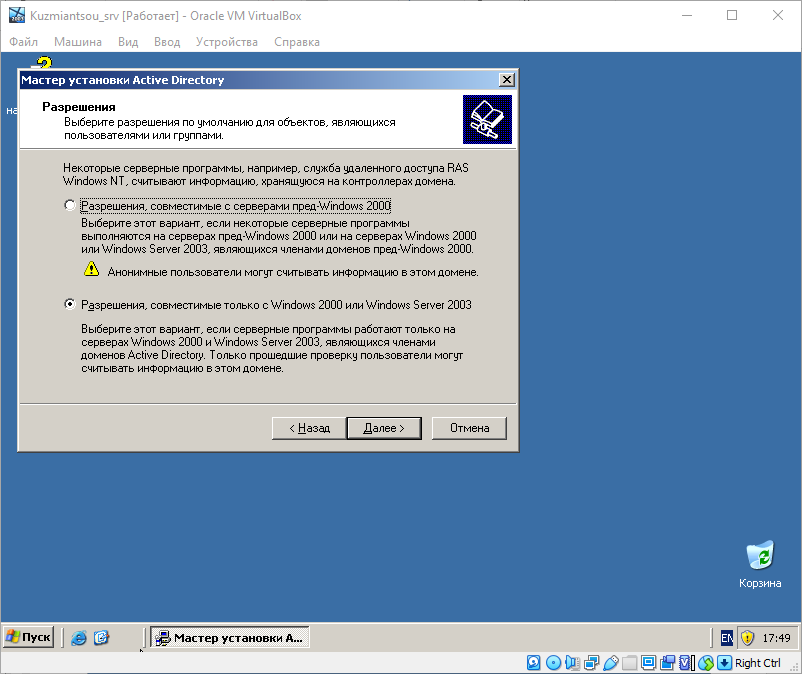 Kuzmiantsou_srv [Работает] - Oracle VM VirtualBox
Файл Машина Вид Ввод Устройства Справка
на
Мастер установки Active Directory
Разрешения
Выберите разрешения по умолчанию для объектов, являющихся
пользователями или группами.
Некоторые серверные программы, например, служба удаленного доступа RAS
Windows NT, считывают информацию, хранящуюся на контроллерах домена.
Разрешения, совместимые с серверами пред-Windows 2000
Выберите этот вариант, если некоторые серверные программы
выполняются на серверах пред-Windows 2000 или на серверах Windows 2000
или Windows Server 2003, являющихся членами доменов пред-Windows 2000.
Анонимные пользователи могут считывать информацию в этом домене.
Разрешения, совместимые только с Windows 2000 или Windows Server 2003
Выберите этот вариант, если серверные программы работают только на
серверах Windows 2000 и Windows Server 2003, являющихся членами
доменов Active Directory. Только прошедшие проверку пользователи могут
считывать информацию в этом домене.
< Назад Далее > Отмена
Корзина
Пуск Мастер установки А... EN 17:49
Right Ctrl